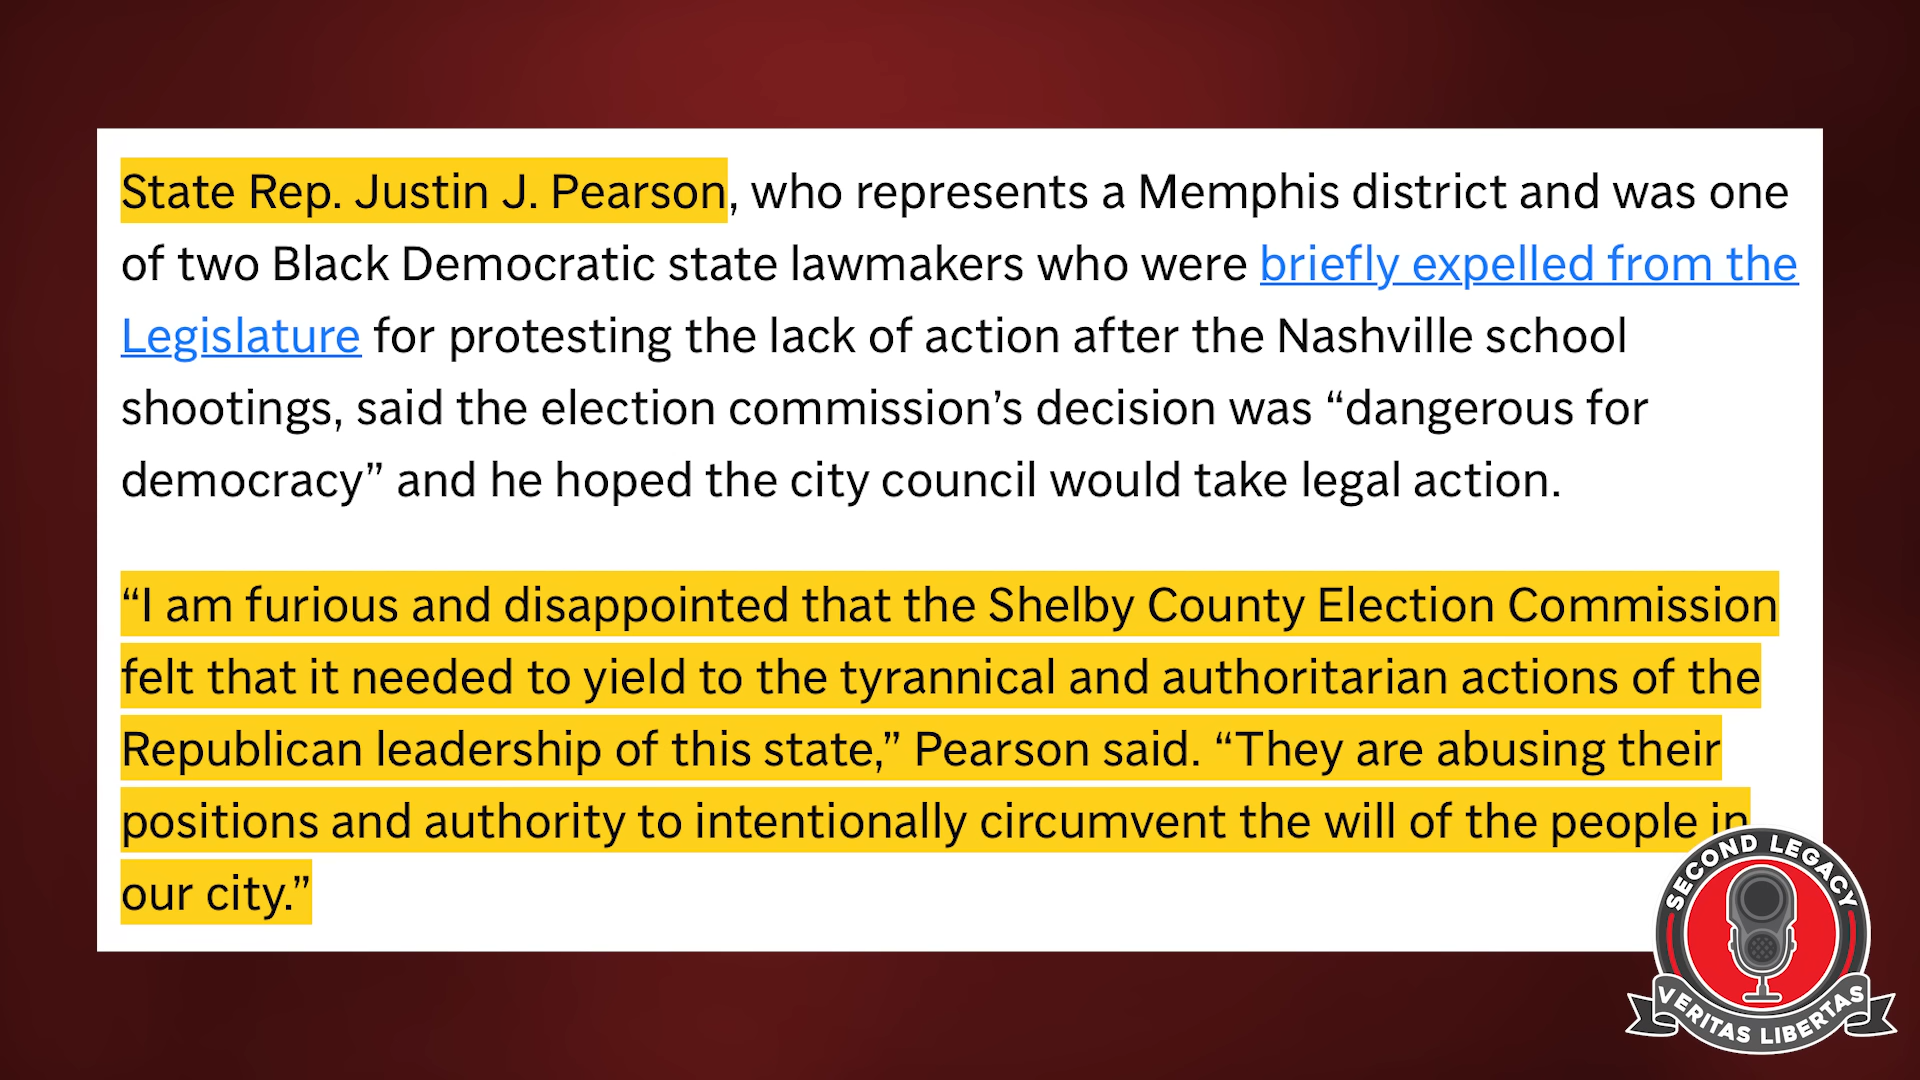 State Rep. Justin J. Pearson, who represents a Memphis district and was one
of two Black Democratic state lawmakers who were briefly expelled from the
Legislature for protesting the lack of action after the Nashville school
shootings, said the election commission’s decision was “dangerous for
democracy” and he hoped the city council would take legal action.
“I am furious and disappointed that the Shelby County Election Commission
felt that it needed to yield to the tyrannical and authoritarian actions of the
Republican leadership of this state,” Pearson said. “They are abusing their
positions and authority to intentionally circumvent the will of the people in
our city.”
SECOND LEGACY
VERITAS LIBERTAS